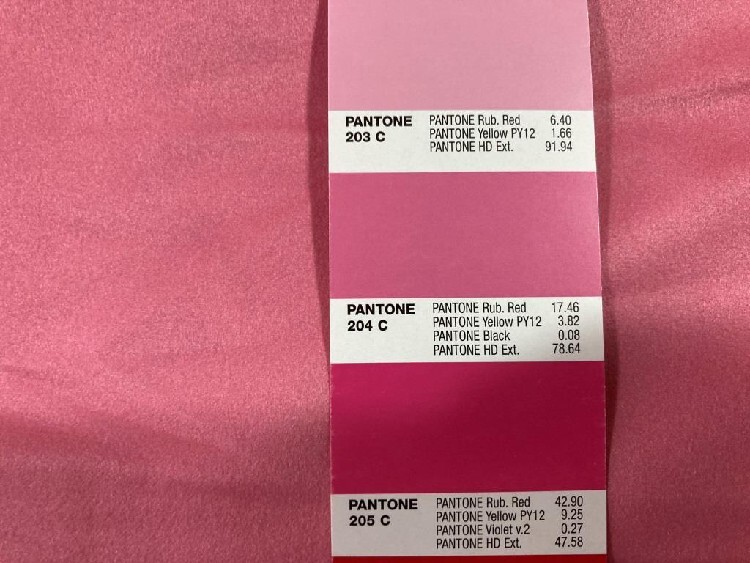 PANTONE Rub. Red 6.40
PANTONE 203 C
PANTONE Yellow PY12 1.66
PANTONE HD Ext. 91.94
PANTONE 204 C
PANTONE Rub. Red 17.46
PANTONE Yellow PY12 3.82
PANTONE Black 0.08
PANTONE HD Ext. 78.64
PANTONE 205 C
PANTONE Rub. Red 42.90
PANTONE Yellow PY12 9.25
PANTONE Violet v.2 0.27
PANTONE HD Ext. 47.58